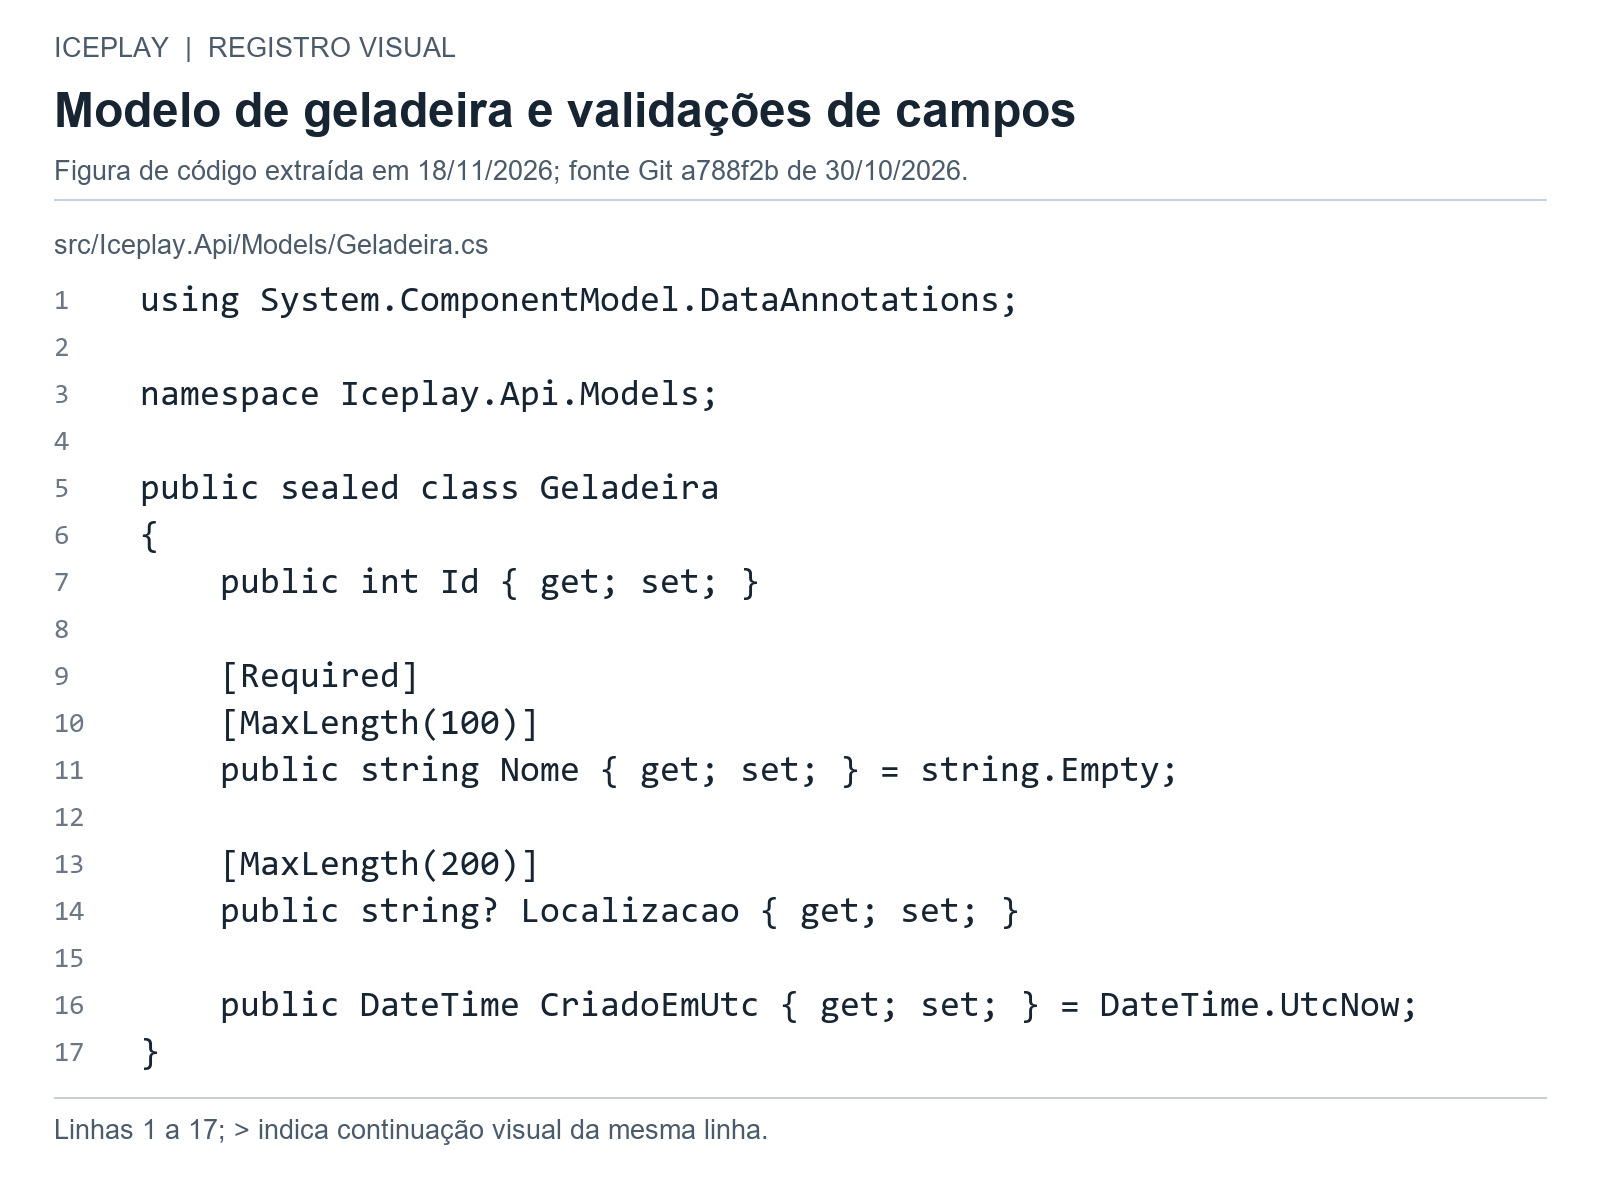 ICEPLAY | REGISTRO VISUAL
Modelo de geladeira e validações de campos
Figura de código extraída em 18/11/2026; fonte Git a788f2b de 30/10/2026.
src/Iceplay.Api/Models/Geladeira.cs
1 using System.ComponentModel.DataAnnotations;
2
3 namespace Iceplay.Api.Models;
4
5 public sealed class Geladeira
6 {
7     public int Id { get; set; }
8
9     [Required]
10     [MaxLength(100)]
11     public string Nome { get; set; } = string.Empty;
12
13     [MaxLength(200)]
14     public string? Localizacao { get; set; }
15
16     public DateTime CriadoEmUtc { get; set; } = DateTime.UtcNow;
17 }
Linhas 1 a 17; > indica continuação visual da mesma linha.